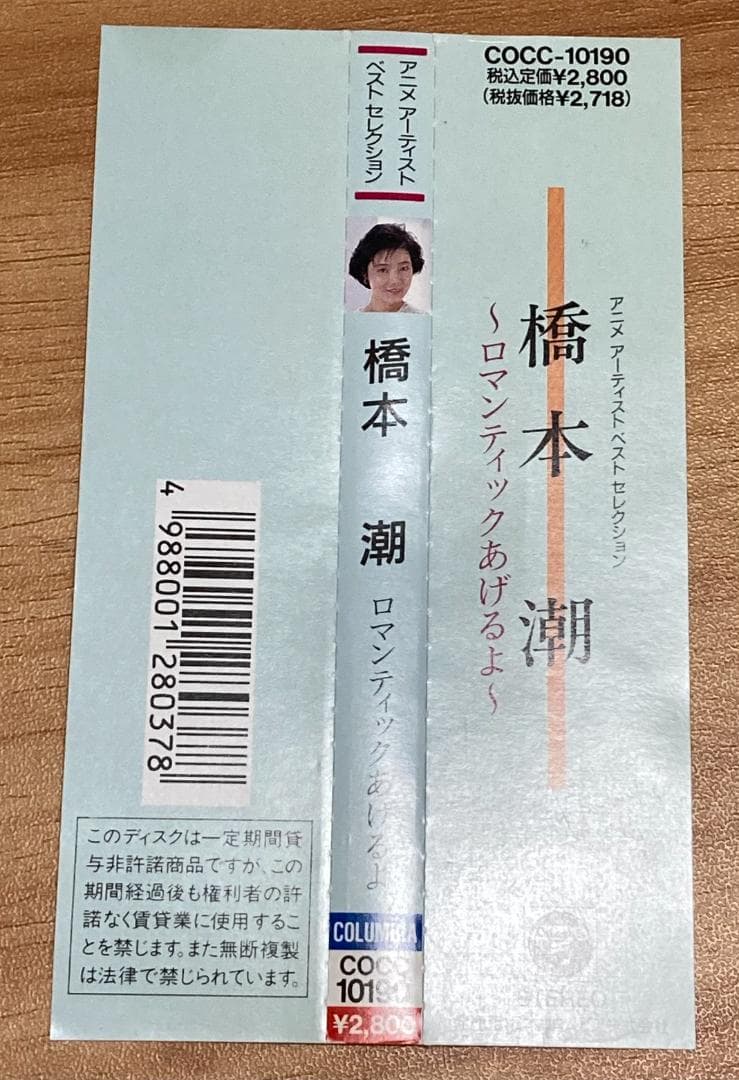 COCC-10190
税込定価¥2,800
(税抜価格¥2,718)
アニメ アーティスト ベスト セレクション
橋本 潮
~ロマンティックあげるよ~
STEREO
アニメ アーティスト
ベスト セレクション
橋本 潮
ロマンティックあげるよ
COLUMBIA
COCC
10190
¥2,800
4 988001 280378
このディスクは一定期間貸
与非許諾商品ですが、この
期間経過後も権利者の許
諾なく賃貸業に使用するこ
とを禁じます。また無断複製
は法律で禁じられています。